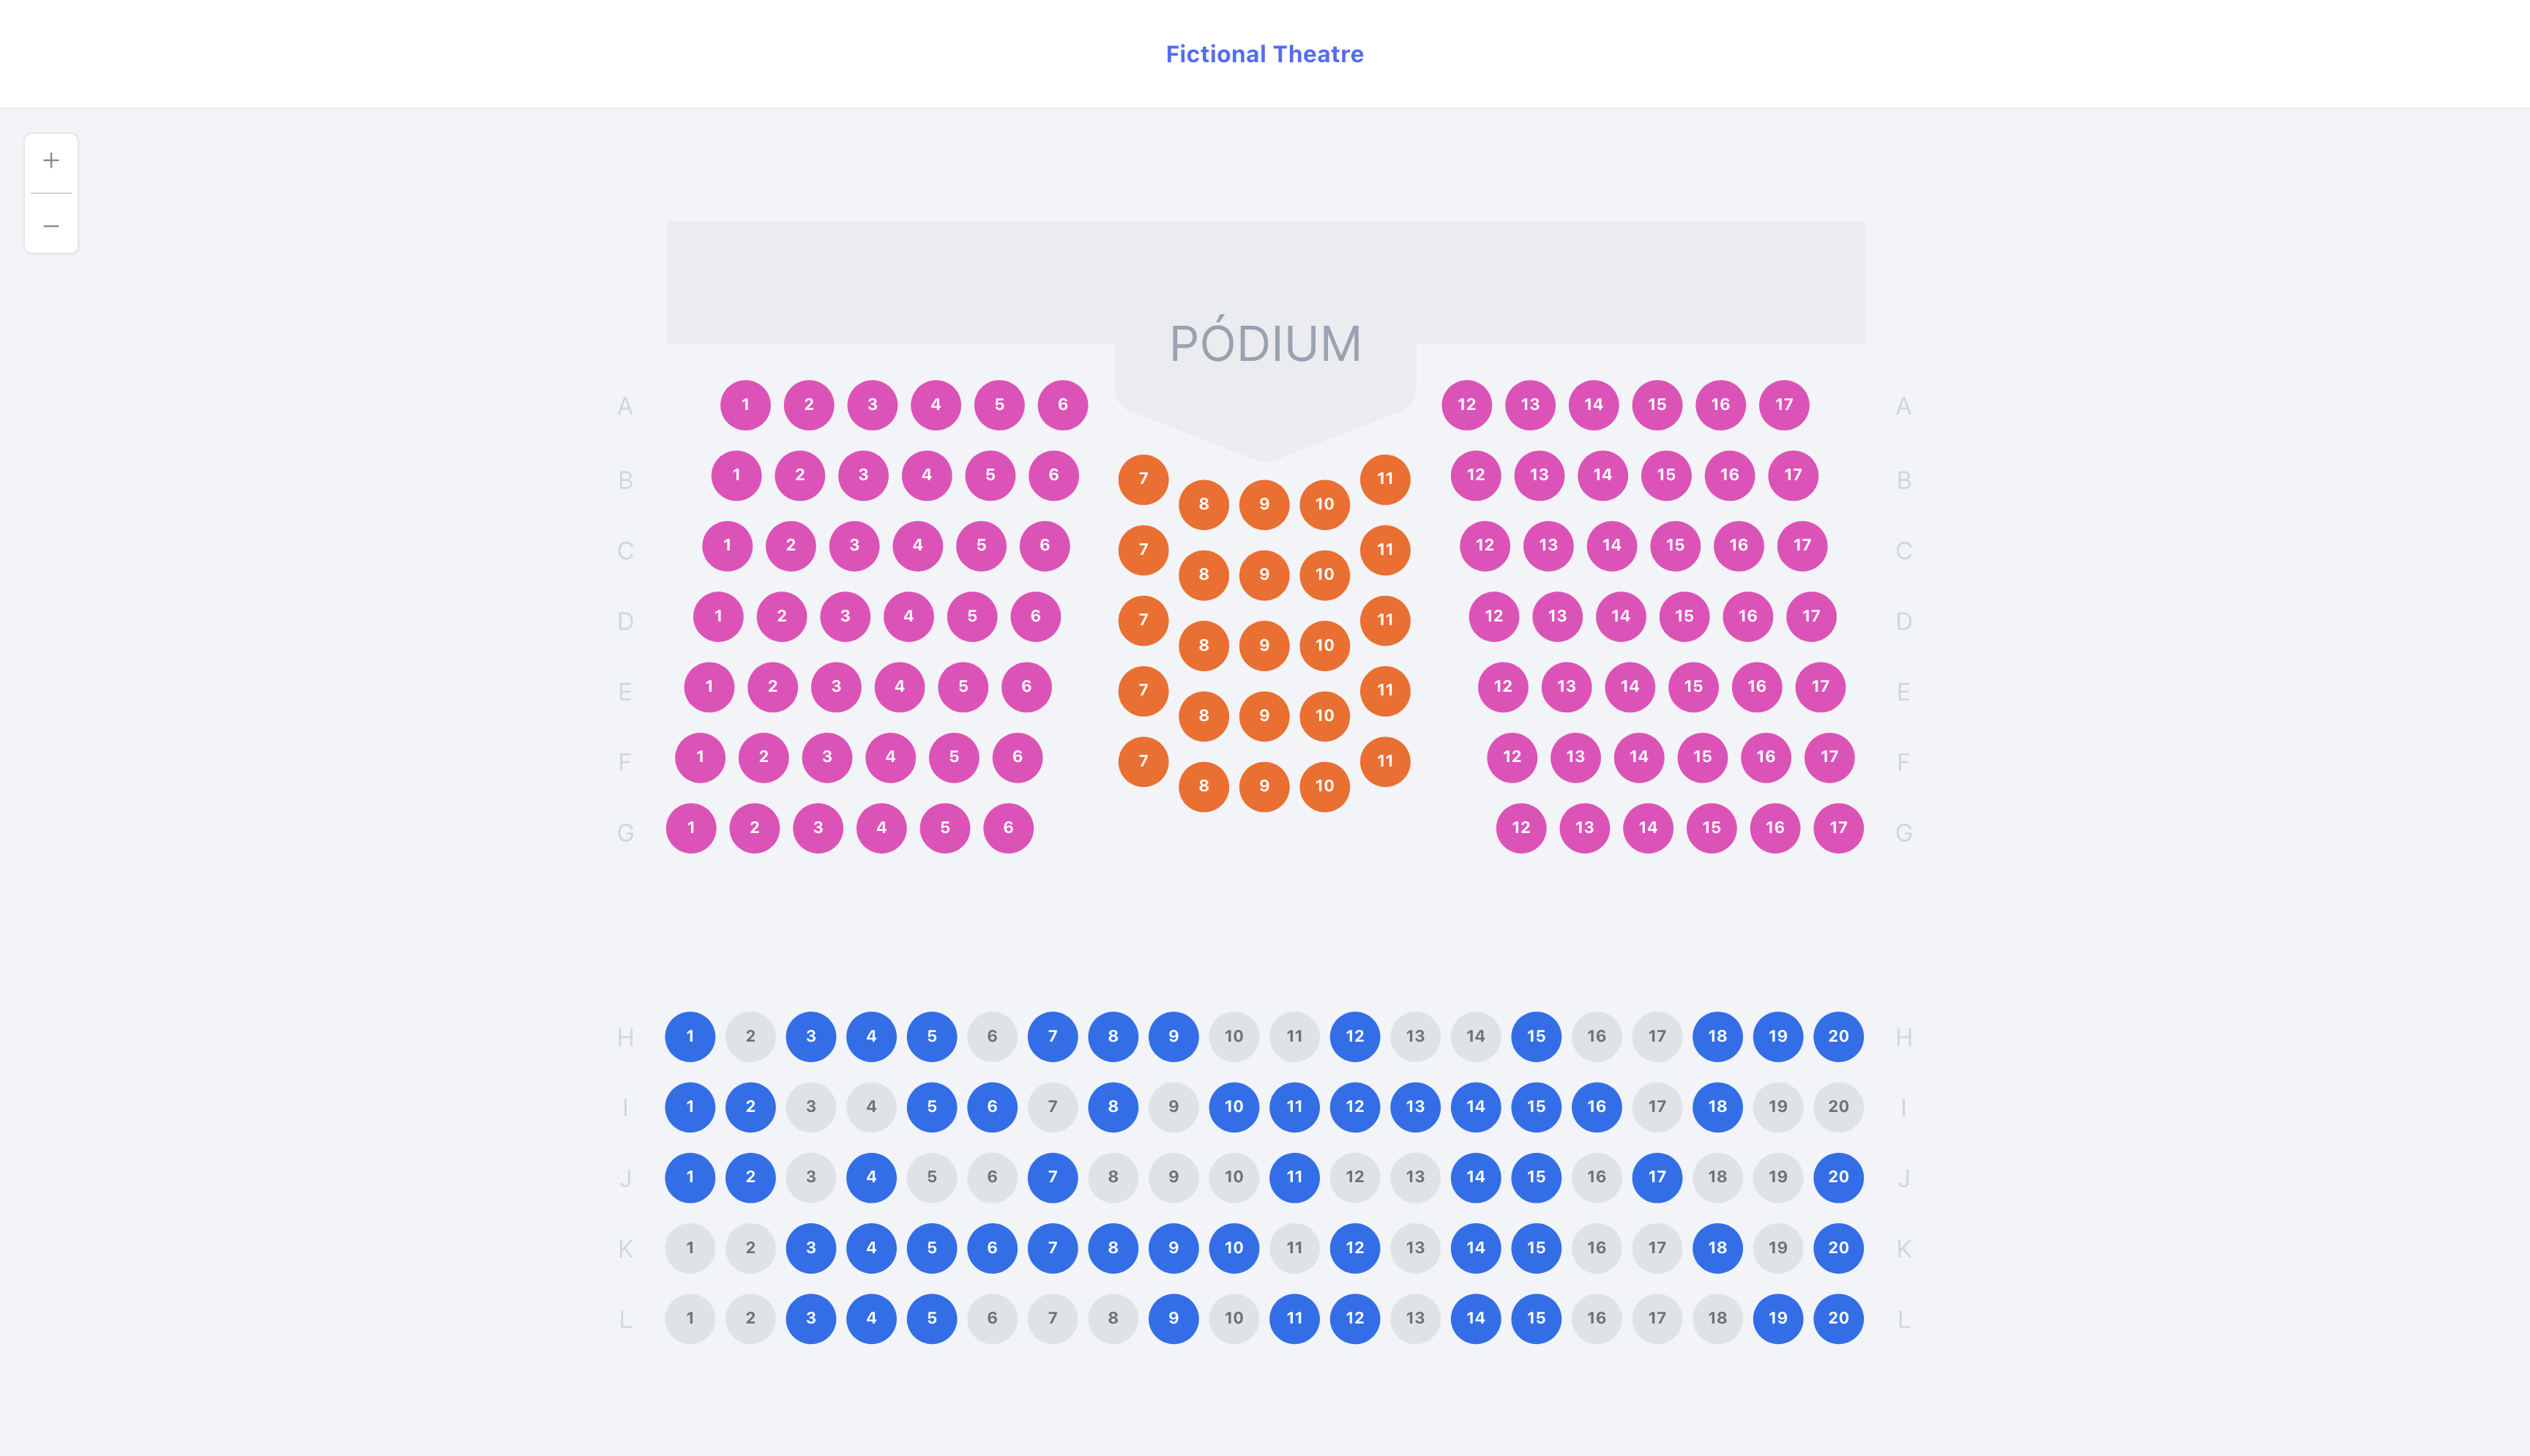 Fictional Theatre
+
−
PÓDIUM
A 1 2 3 4 5 6 12 13 14 15 16 17 A
B 1 2 3 4 5 6 7 8 9 10 11 12 13 14 15 16 17 B
C 1 2 3 4 5 6 7 8 9 10 11 12 13 14 15 16 17 C
D 1 2 3 4 5 6 7 8 9 10 11 12 13 14 15 16 17 D
E 1 2 3 4 5 6 7 8 9 10 11 12 13 14 15 16 17 E
F 1 2 3 4 5 6 7 8 9 10 11 12 13 14 15 16 17 F
G 1 2 3 4 5 6 12 13 14 15 16 17 G
H 1 2 3 4 5 6 7 8 9 10 11 12 13 14 15 16 17 18 19 20 H
I 1 2 3 4 5 6 7 8 9 10 11 12 13 14 15 16 17 18 19 20 I
J 1 2 3 4 5 6 7 8 9 10 11 12 13 14 15 16 17 18 19 20 J
K 1 2 3 4 5 6 7 8 9 10 11 12 13 14 15 16 17 18 19 20 K
L 1 2 3 4 5 6 7 8 9 10 11 12 13 14 15 16 17 18 19 20 L